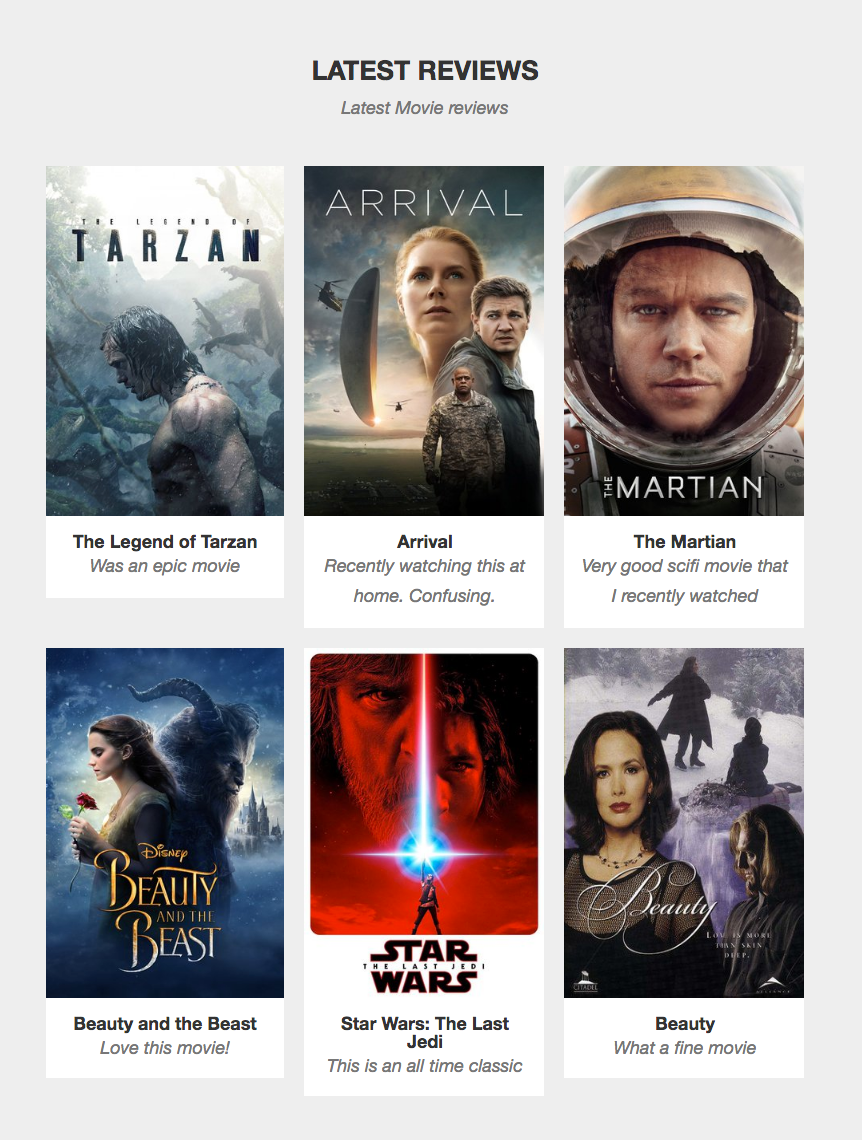 LATEST REVIEWS
Latest Movie reviews
THE LEGEND OF
TARZAN
ARRIVAL
THE MARTIAN
The Legend of Tarzan
Was an epic movie
Arrival
Recently watching this at
home. Confusing.
The Martian
Very good scifi movie that
I recently watched
Disney
BEAUTY
AND THE
BEAST
STAR
THE LAST JEDI
WARS
Beauty
LOVE IS MORE
THAN SKIN
DEEP.
CITADEL
ALLIANCE
Beauty and the Beast
Love this movie!
Star Wars: The Last
Jedi
This is an all time classic
Beauty
What a fine movie